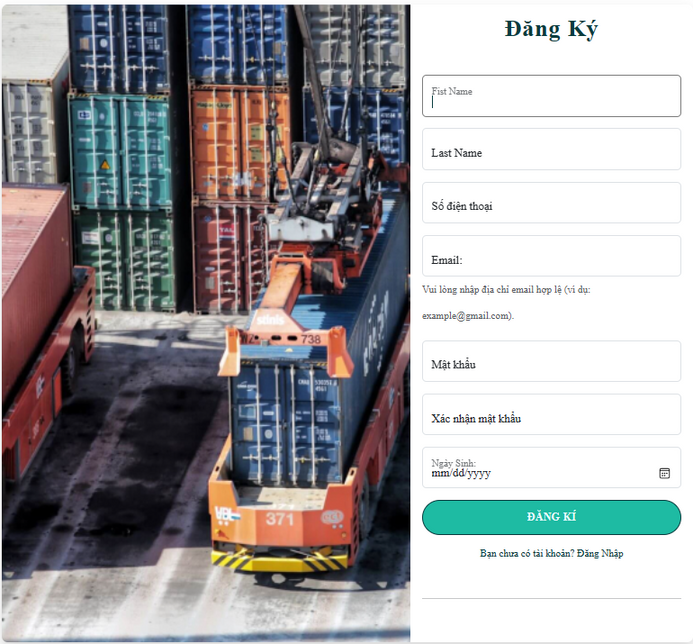 Đăng Ký
Fist Name
Last Name
Số điện thoại
Email:
Vui lòng nhập địa chỉ email hợp lệ (ví dụ:
example@gmail.com).
Mật khẩu
Xác nhận mật khẩu
Ngày Sinh:
mm/dd/yyyy
ĐĂNG KÍ
Bạn chưa có tài khoản? Đăng Nhập
738
371